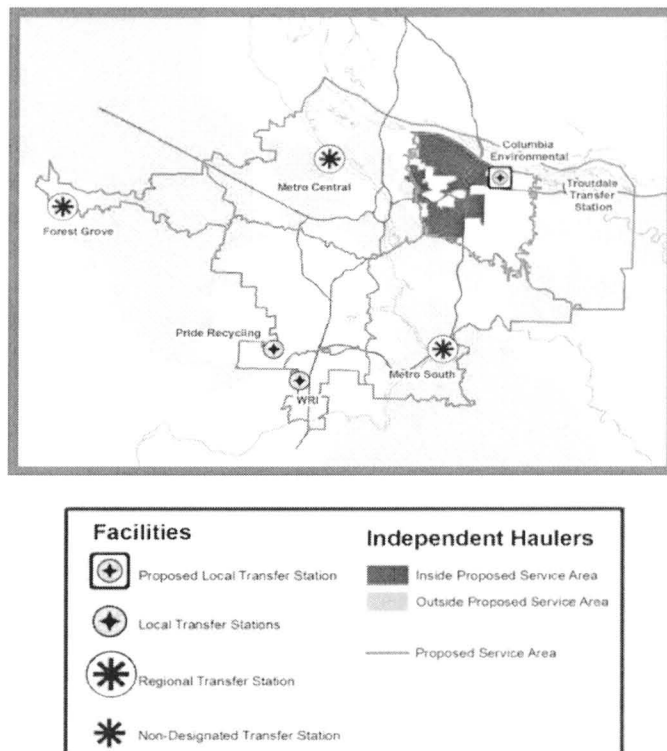 Columbia
Environmental
Metro Central
Troutdale
Transfer
Station
Forest Grove
Pride Recycling
Metro South
WRI
Facilities
Independent Haulers
Proposed Local Transfer Station
Inside Proposed Service Area
Outside Proposed Service Area
Local Transfer Stations
Proposed Service Area
Regional Transfer Station
Non-Designated Transfer Station